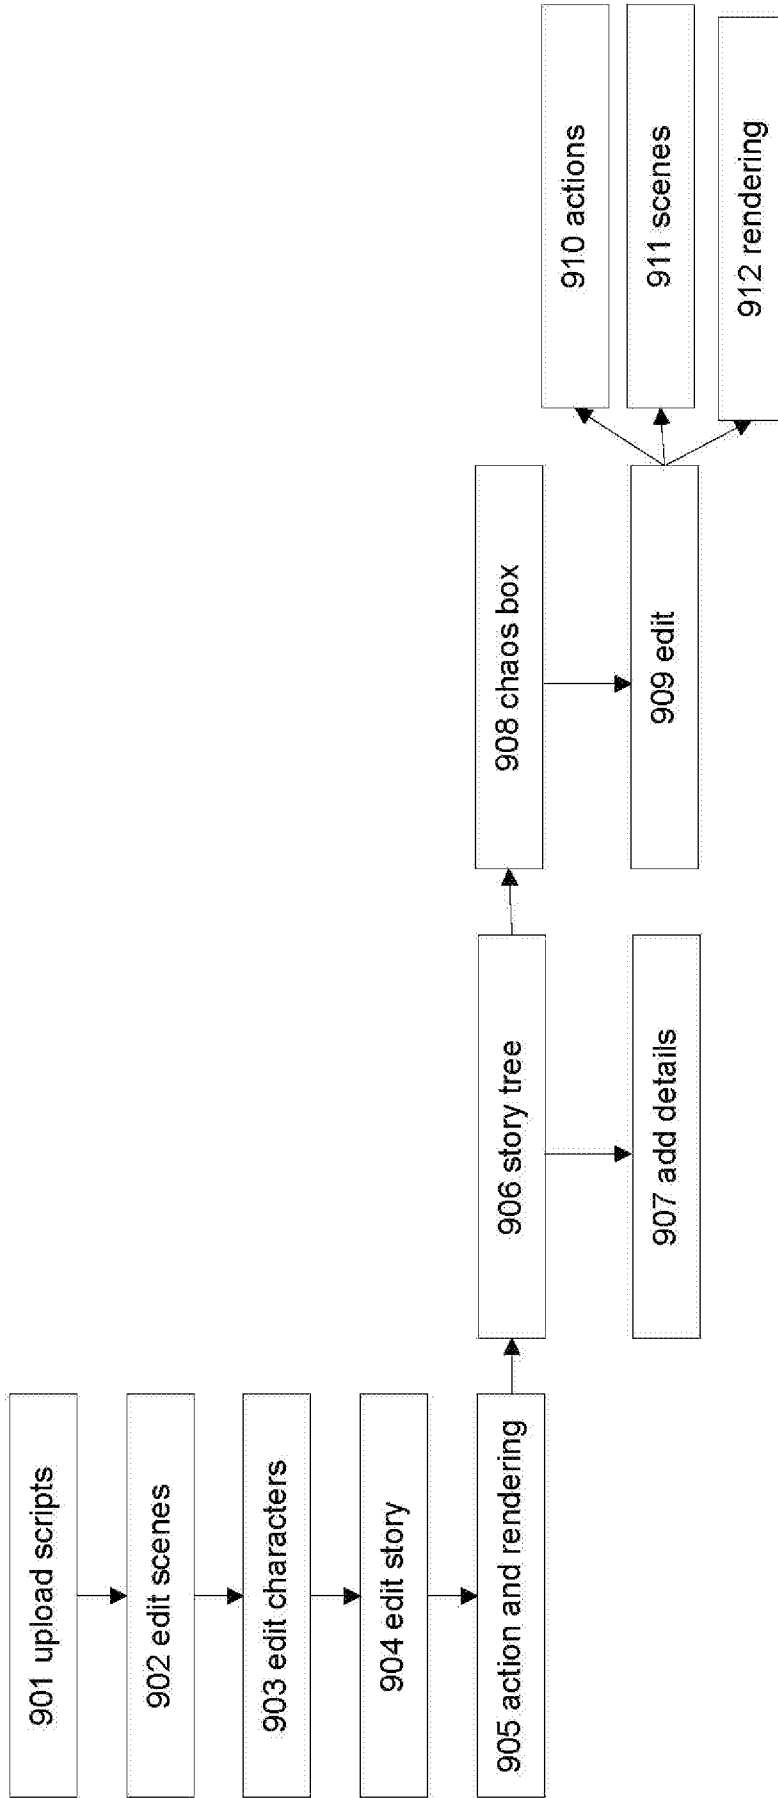 901 upload scripts
902 edit scenes
903 edit characters
904 edit story
905 action and rendering
906 story tree
907 add details
908 chaos box
909 edit
910 actions
911 scenes
912 rendering